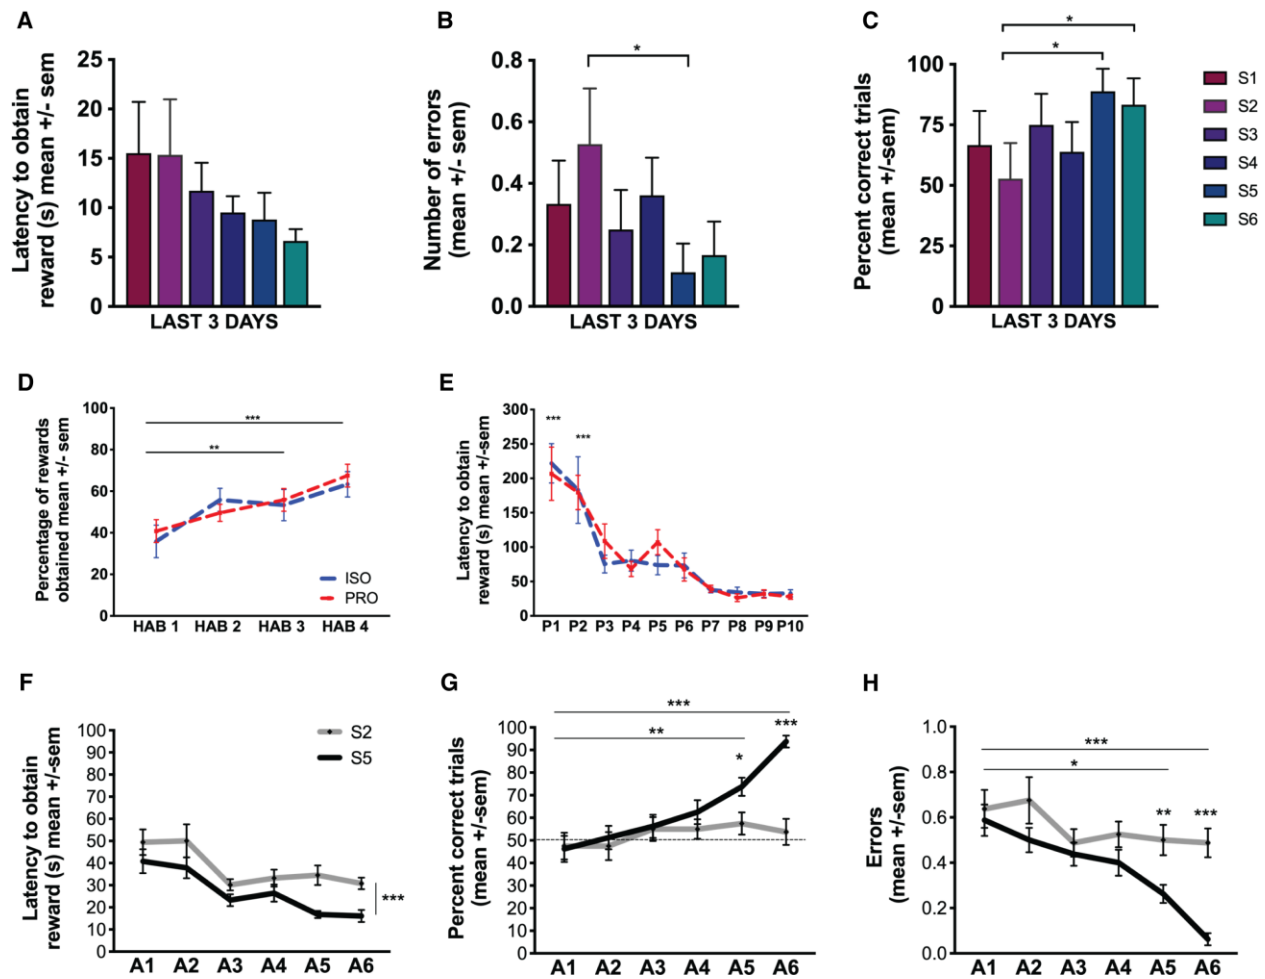 A
Latency to obtain
reward (s) mean +/- sem
25
20
15
10
5
0
LAST 3 DAYS
B
Number of errors
(mean +/- sem)
0.8
0.6
0.4
0.2
0.0
*
LAST 3 DAYS
C
Percent correct trials
(mean +/-sem)
100
75
50
25
0
*
*
LAST 3 DAYS
S1
S2
S3
S4
S5
S6
D
Percentage of rewards
obtained mean +/- sem
100
80
60
40
20
0
***
**
ISO
PRO
HAB 1 HAB 2 HAB 3 HAB 4
E
Latency to obtain
reward (s) mean +/-sem
300
250
200
150
100
50
0
***
***
P1 P2 P3 P4 P5 P6 P7 P8 P9 P10
F
Latency to obtain
reward (s) mean +/-sem
100
90
80
70
60
50
40
30
20
10
0
S2
S5
***
A1 A2 A3 A4 A5 A6
G
Percent correct trials
(mean +/-sem)
100
90
80
70
60
50
40
30
20
10
0
***
**
*
***
A1 A2 A3 A4 A5 A6
H
Errors
(mean +/-sem)
1.0
0.8
0.6
0.4
0.2
0.0
***
*
**
***
A1 A2 A3 A4 A5 A6